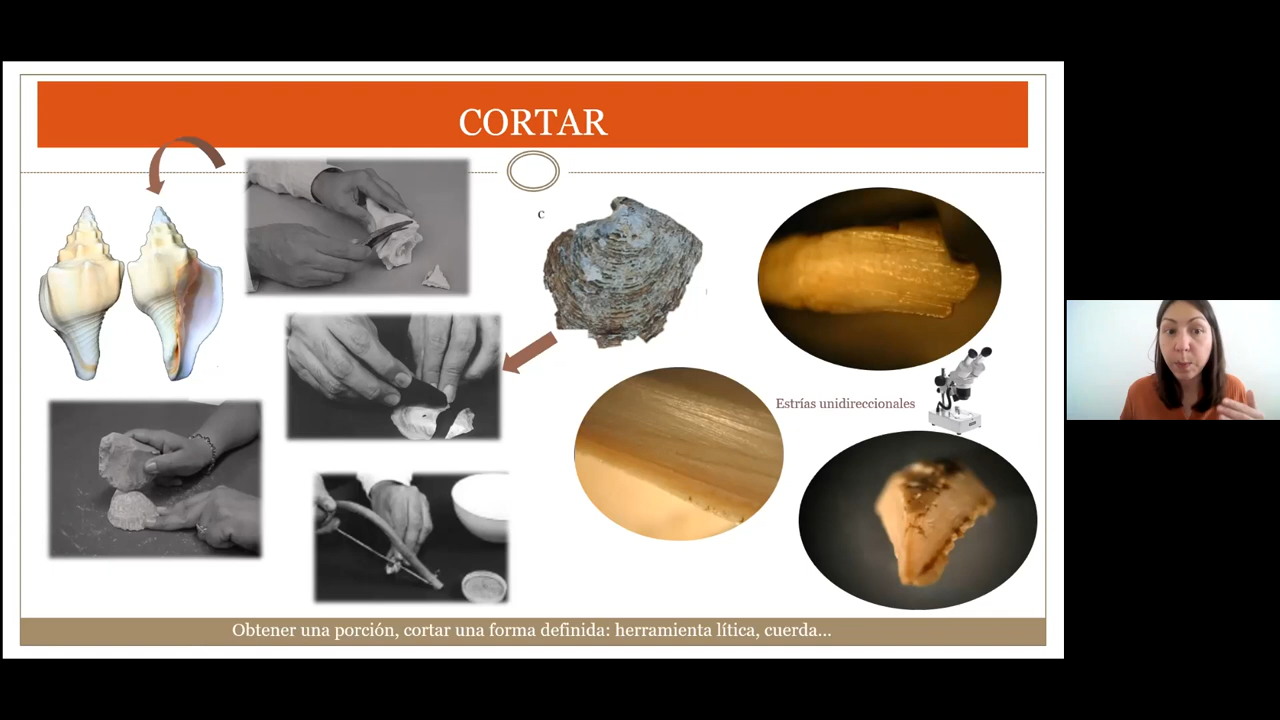 CORTAR
C
Estrías unidireccionales
Obtener una porción, cortar una forma definida: herramienta lítica, cuerda...